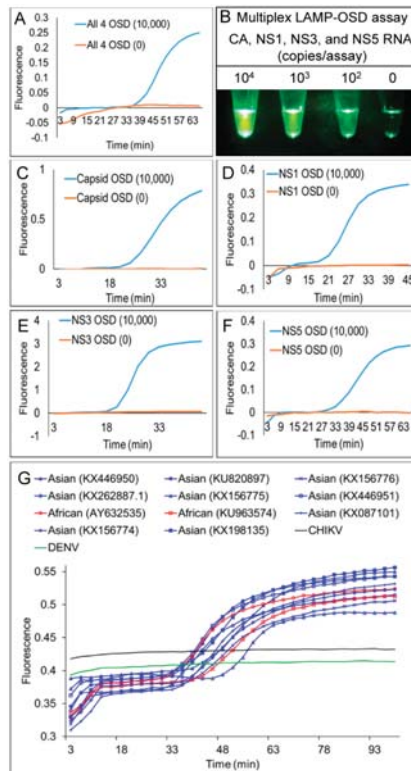 A
All 4 OSD (10,000)
All 4 OSD (0)
0.25
0.2
0.15
0.1
0.05
0
-0.05
-0.1
3 9 15 21 27 33 39 45 51 57 63
Fluorescence
Time (min)
B Multiplex LAMP-OSD assay
CA, NS1, NS3, and NS5 RNA
(copies/assay)
10⁴ 10³ 10² 0
C
Capsid OSD (10,000)
Capsid OSD (0)
1
0.5
0
3 18 33
Fluorescence
Time (min)
D
NS1 OSD (10,000)
NS1 OSD (0)
0.4
0.3
0.2
0.1
0
-0.1
3 9 15 21 27 33 39 45
Fluorescence
Time (min)
E
NS3 OSD (10,000)
NS3 OSD (0)
4
3
2
1
0
-1
3 18 33
Fluorescence
Time (min)
F
NS5 OSD (10,000)
NS5 OSD (0)
0.4
0.3
0.2
0.1
0
-0.1
3 9 15 21 27 33 39 45 51 57 63
Fluorescence
Time (min)
G
Asian (KX446950) Asian (KU820897) Asian (KX156776)
Asian (KX262887.1) Asian (KX156775) Asian (KX446951)
African (AY632535) African (KU963574) Asian (KX087101)
Asian (KX156774) Asian (KX198135) CHIKV
DENV
0.55
0.5
0.45
0.4
0.35
0.3
3 18 33 48 63 78 93
Fluorescence
Time (min)